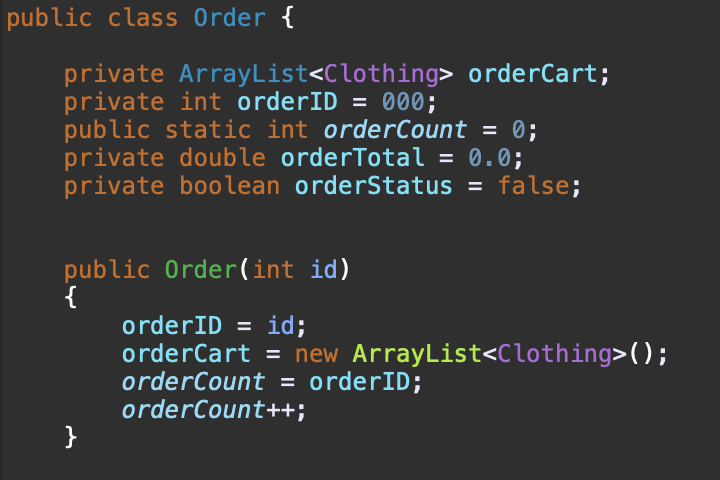 public class Order {
private ArrayList<Clothing> orderCart;
private int orderID = 000;
public static int orderCount = 0;
private double orderTotal = 0.0;
private boolean orderStatus = false;
public Order(int id)
{
orderID = id;
orderCart = new ArrayList<Clothing>();
orderCount = orderID;
orderCount++;
}